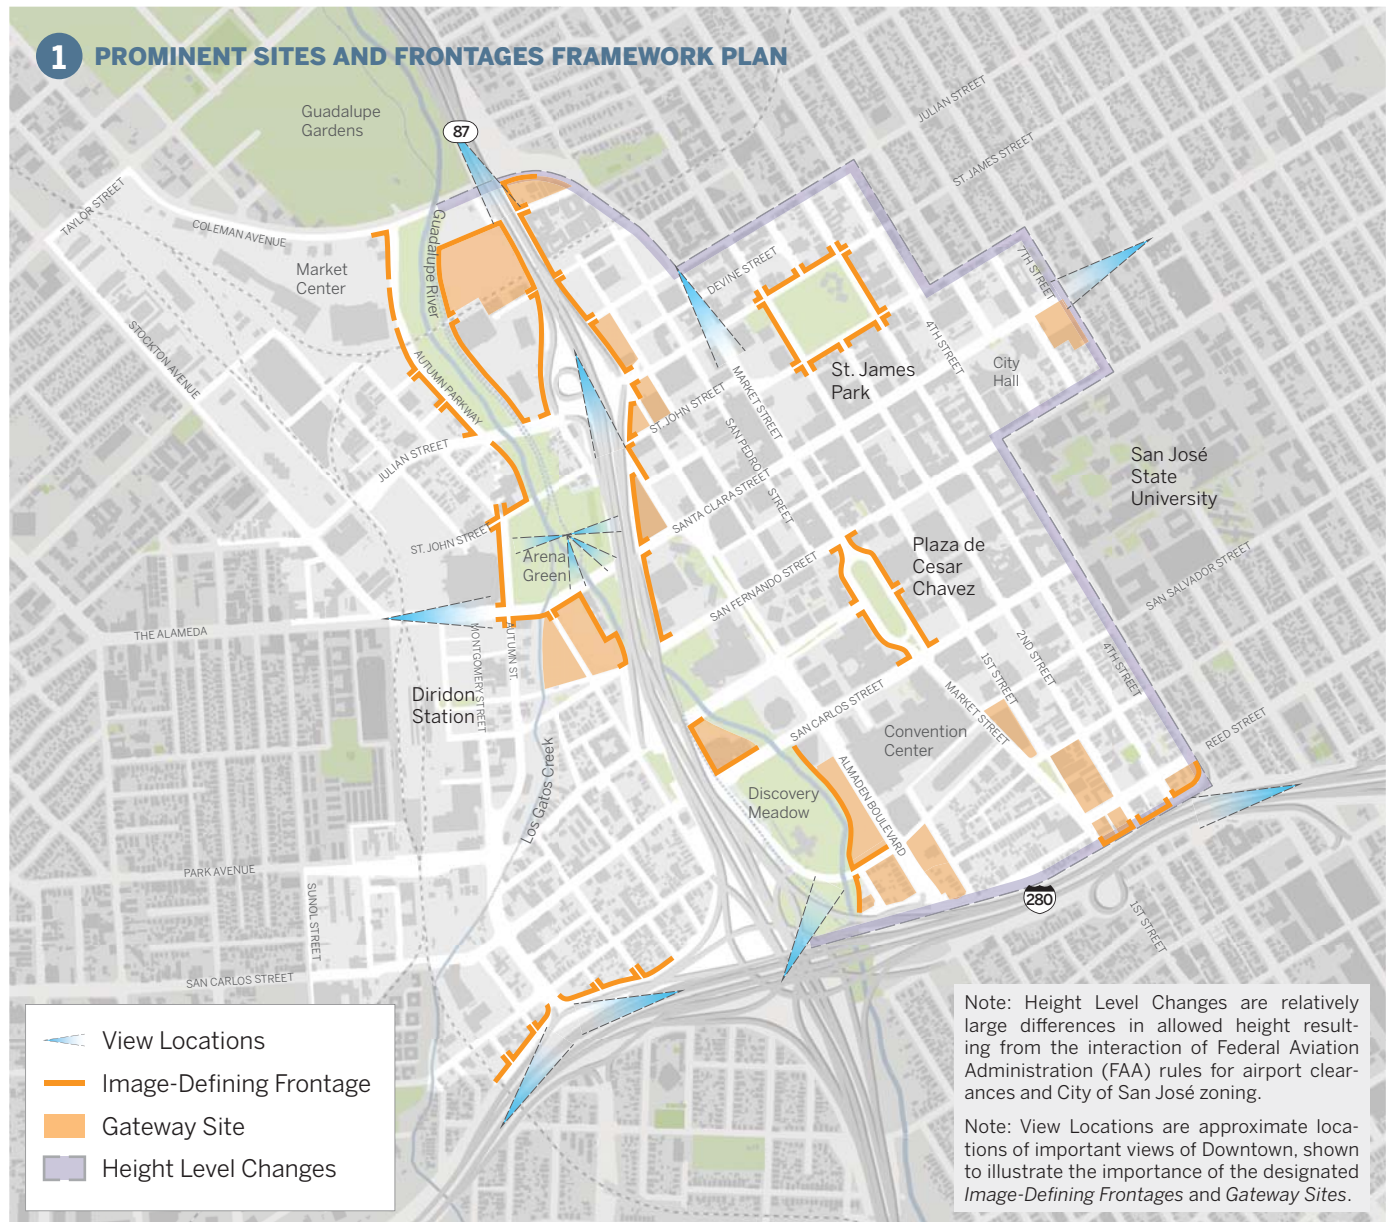 1 PROMINENT SITES AND FRONTAGES FRAMEWORK PLAN
Guadalupe
Gardens
87
JULIAN STREET
ST. JAMES STREET
TAYLOR STREET
COLEMAN AVENUE
Guadalupe River
Market
Center
DEVINE STREET
7TH STREET
STOCKTON AVENUE
4TH STREET
City
Hall
AUTUMN PARKWAY
MARKET STREET
St. James
Park
ST. JOHN STREET
SAN PEDRO STREET
JULIAN STREET
San José
State
University
SANTA CLARA STREET
ST. JOHN STREET
Arena
Green
Plaza de
Cesar
Chavez
SAN FERNANDO STREET
SAN SALVADOR STREET
THE ALAMEDA
MONTGOMERY STREET
AUTUMN ST.
2ND STREET
1ST STREET
4TH STREET
Diridon
Station
SAN CARLOS STREET
MARKET STREET
REED STREET
Convention
Center
Los Gatos Creek
ALMADEN BOULEVARD
Discovery
Meadow
PARK AVENUE
SUNOL STREET
280
1ST STREET
SAN CARLOS STREET
View Locations
Image-Defining Frontage
Gateway Site
Height Level Changes
Note: Height Level Changes are relatively
large differences in allowed height result-
ing from the interaction of Federal Aviation
Administration (FAA) rules for airport clear-
ances and City of San José zoning.
Note: View Locations are approximate loca-
tions of important views of Downtown, shown
to illustrate the importance of the designated
Image-Defining Frontages and Gateway Sites.